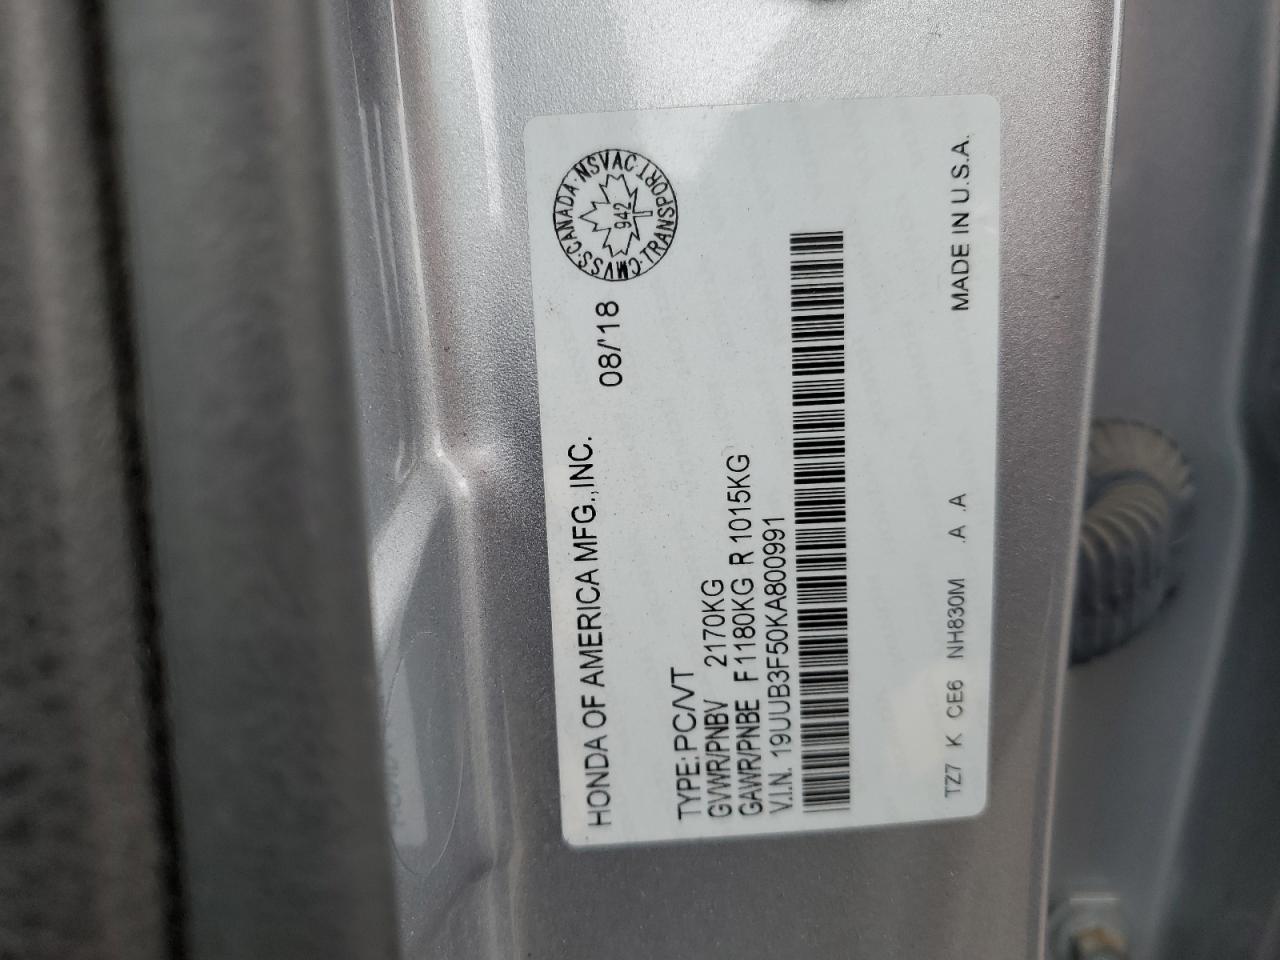 HONDA OF AMERICA MFG.,INC. 08/'18
CANADA · NSVAC · TRANSPORT · CMVSS ·
942
TYPE: PC/VT
GVWR/PNBV 2170KG
GAWR/PNBE F 1180KG R 1015KG
V.I.N. 19UUB3F50KA800991
TZ7 K CE6 NH830M .A .A MADE IN U.S.A.